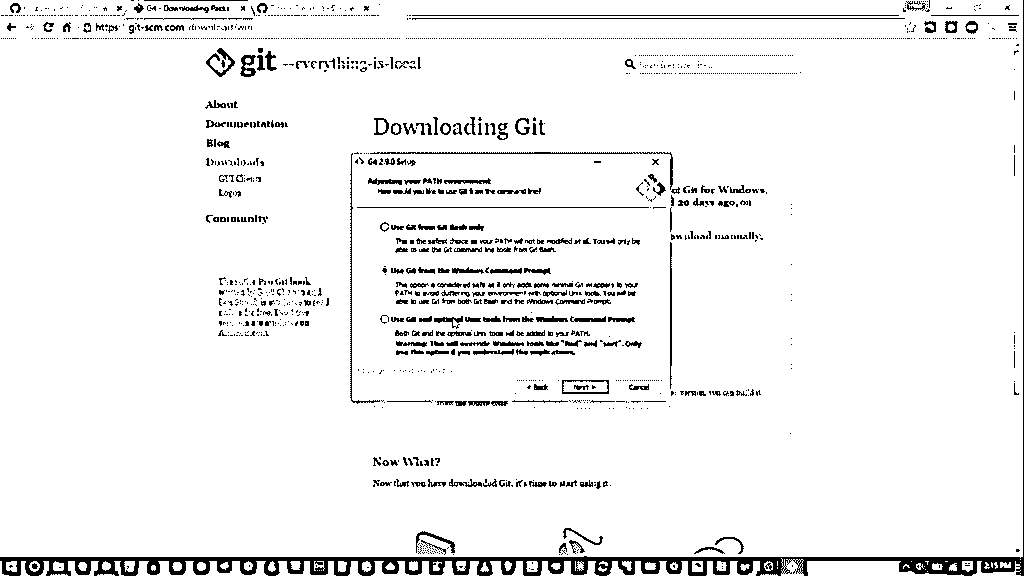 Git - Downloading Packa
https://git-scm.com/download/win
git --everything-is-local
About
Documentation
Blog
Downloads
GUI Clients
Logos
Community
Downloading Git
Git 2.9.0 Setup
Adjusting your PATH environment
How would you like to use Git from the command line?
Use Git from Git Bash only
This is the safest choice as your PATH will not be modified at all. You will only be
able to use the Git command line tools from Git Bash.
Use Git from the Windows Command Prompt
This option is considered safe as it only adds some minimal Git wrappers to your
PATH to avoid cluttering your environment with optional Unix tools. You will be
able to use Git from both Git Bash and the Windows Command Prompt.
Use Git and optional Unix tools from the Windows Command Prompt
Both Git and the optional Unix tools will be added to your PATH.
Warning: This will override Windows tools like "find" and "sort". Only
use this option if you understand the implications.
< Back
Next >
Cancel
Git for Windows.
20 days ago, on
download manually.
version, you can build it
Pro Git book
Now What?
Now that you have downloaded Git, it's time to start using it.
2:15 PM